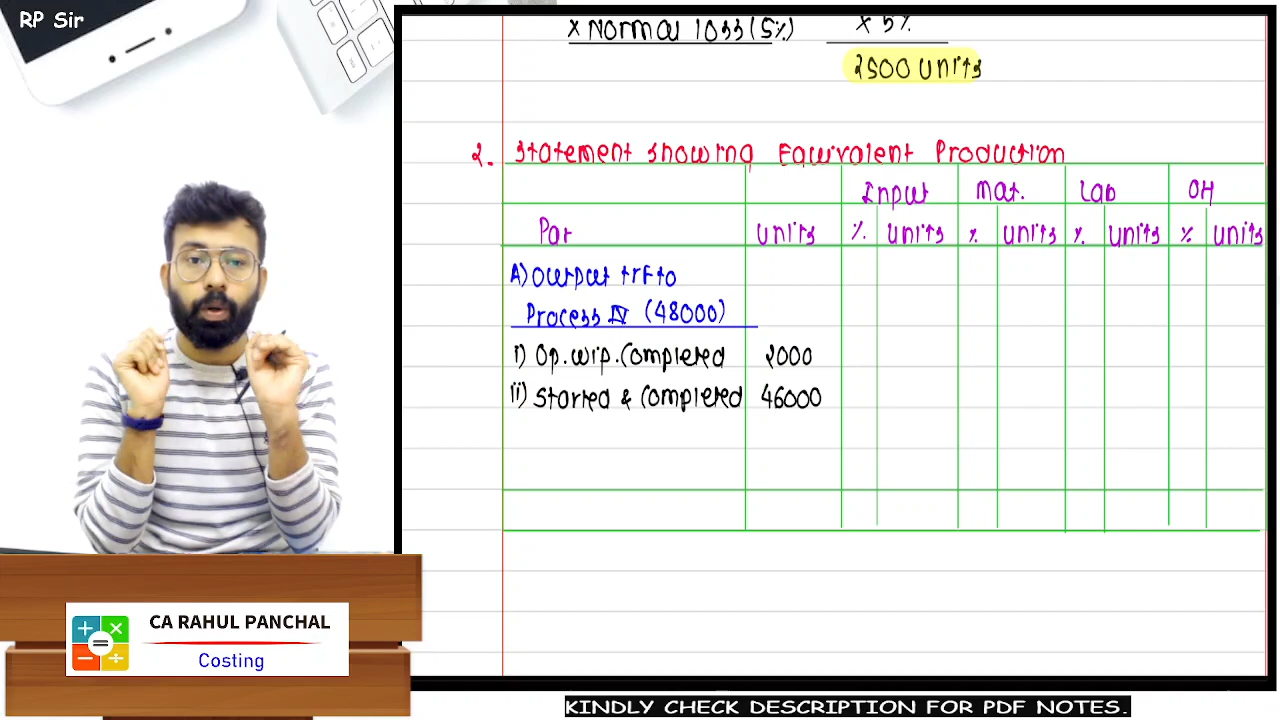 RP Sir
x Normal loss (5%) x 5%
2500 units
2. Statement showing Equivalent Production
Input Mat. Lab OH
Par units % units % units % units % units
A) Output trf to
Process IV (48000)
i) Op. wip. Completed 2000
ii) Started & Completed 46000
CA RAHUL PANCHAL
Costing
KINDLY CHECK DESCRIPTION FOR PDF NOTES.